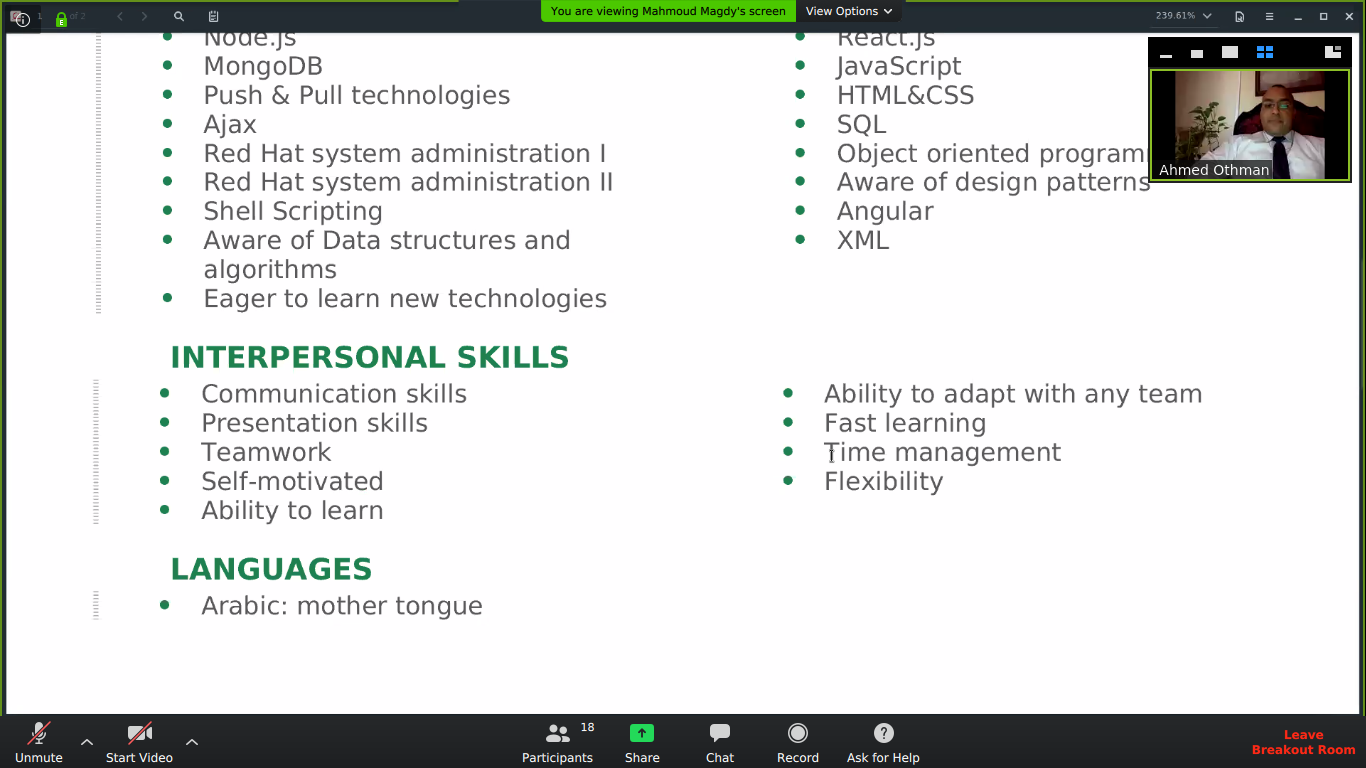 1 of 2
You are viewing Mahmoud Magdy's screen
View Options
239.61%
Node.js
MongoDB
Push & Pull technologies
Ajax
Red Hat system administration I
Red Hat system administration II
Shell Scripting
Aware of Data structures and
algorithms
Eager to learn new technologies
React.js
JavaScript
HTML&CSS
SQL
Object oriented
Aware of design patterns
Angular
XML
Ahmed Othman
INTERPERSONAL SKILLS
Communication skills
Presentation skills
Teamwork
Self-motivated
Ability to learn
Ability to adapt with any team
Fast learning
Time management
Flexibility
LANGUAGES
Arabic: mother tongue
Unmute
Start Video
18
Participants
Share
Chat
Record
Ask for Help
Leave
Breakout Room